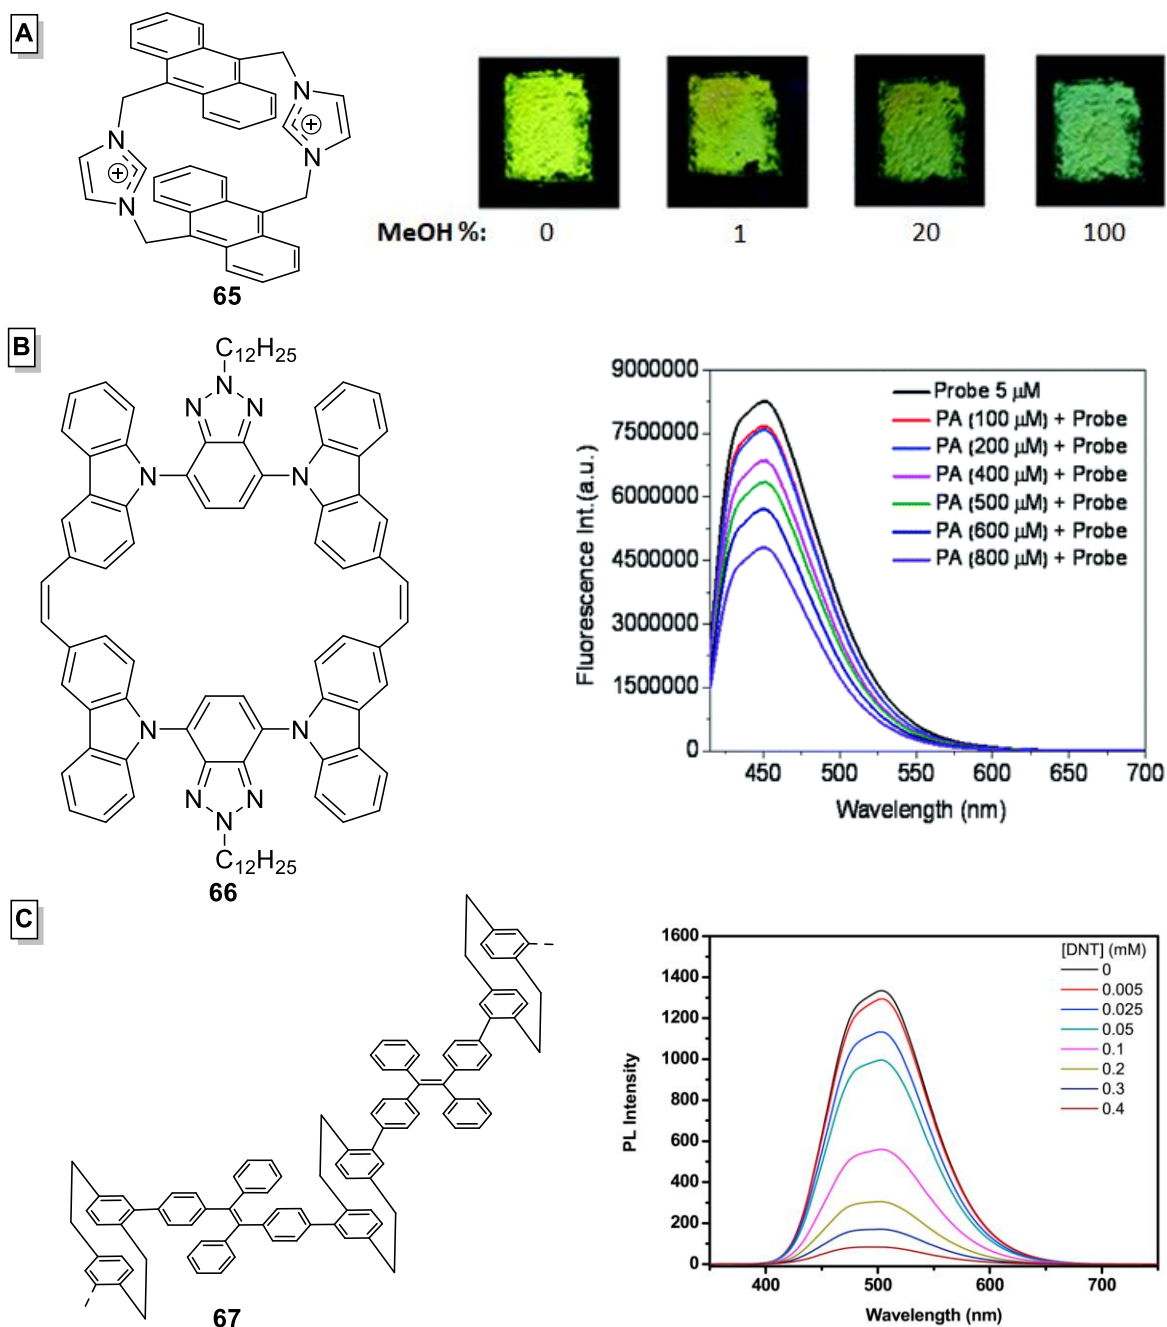 A
N
N
N
N
+
+
65
MeOH %: 0 1 20 100
B
C12H25
N
N N
N N
N N
N N
N
C12H25
66
9000000
7500000
6000000
4500000
3000000
1500000
0
Fluorescence Int.(a.u.)
Probe 5 µM
PA (100 µM) + Probe
PA (200 µM) + Probe
PA (400 µM) + Probe
PA (500 µM) + Probe
PA (600 µM) + Probe
PA (800 µM) + Probe
450 500 550 600 650 700
Wavelength (nm)
C
67
1600
1400
1200
1000
800
600
400
200
0
PL Intensity
[DNT] (mM)
0
0.005
0.025
0.05
0.1
0.2
0.3
0.4
400 500 600 700
Wavelength (nm)